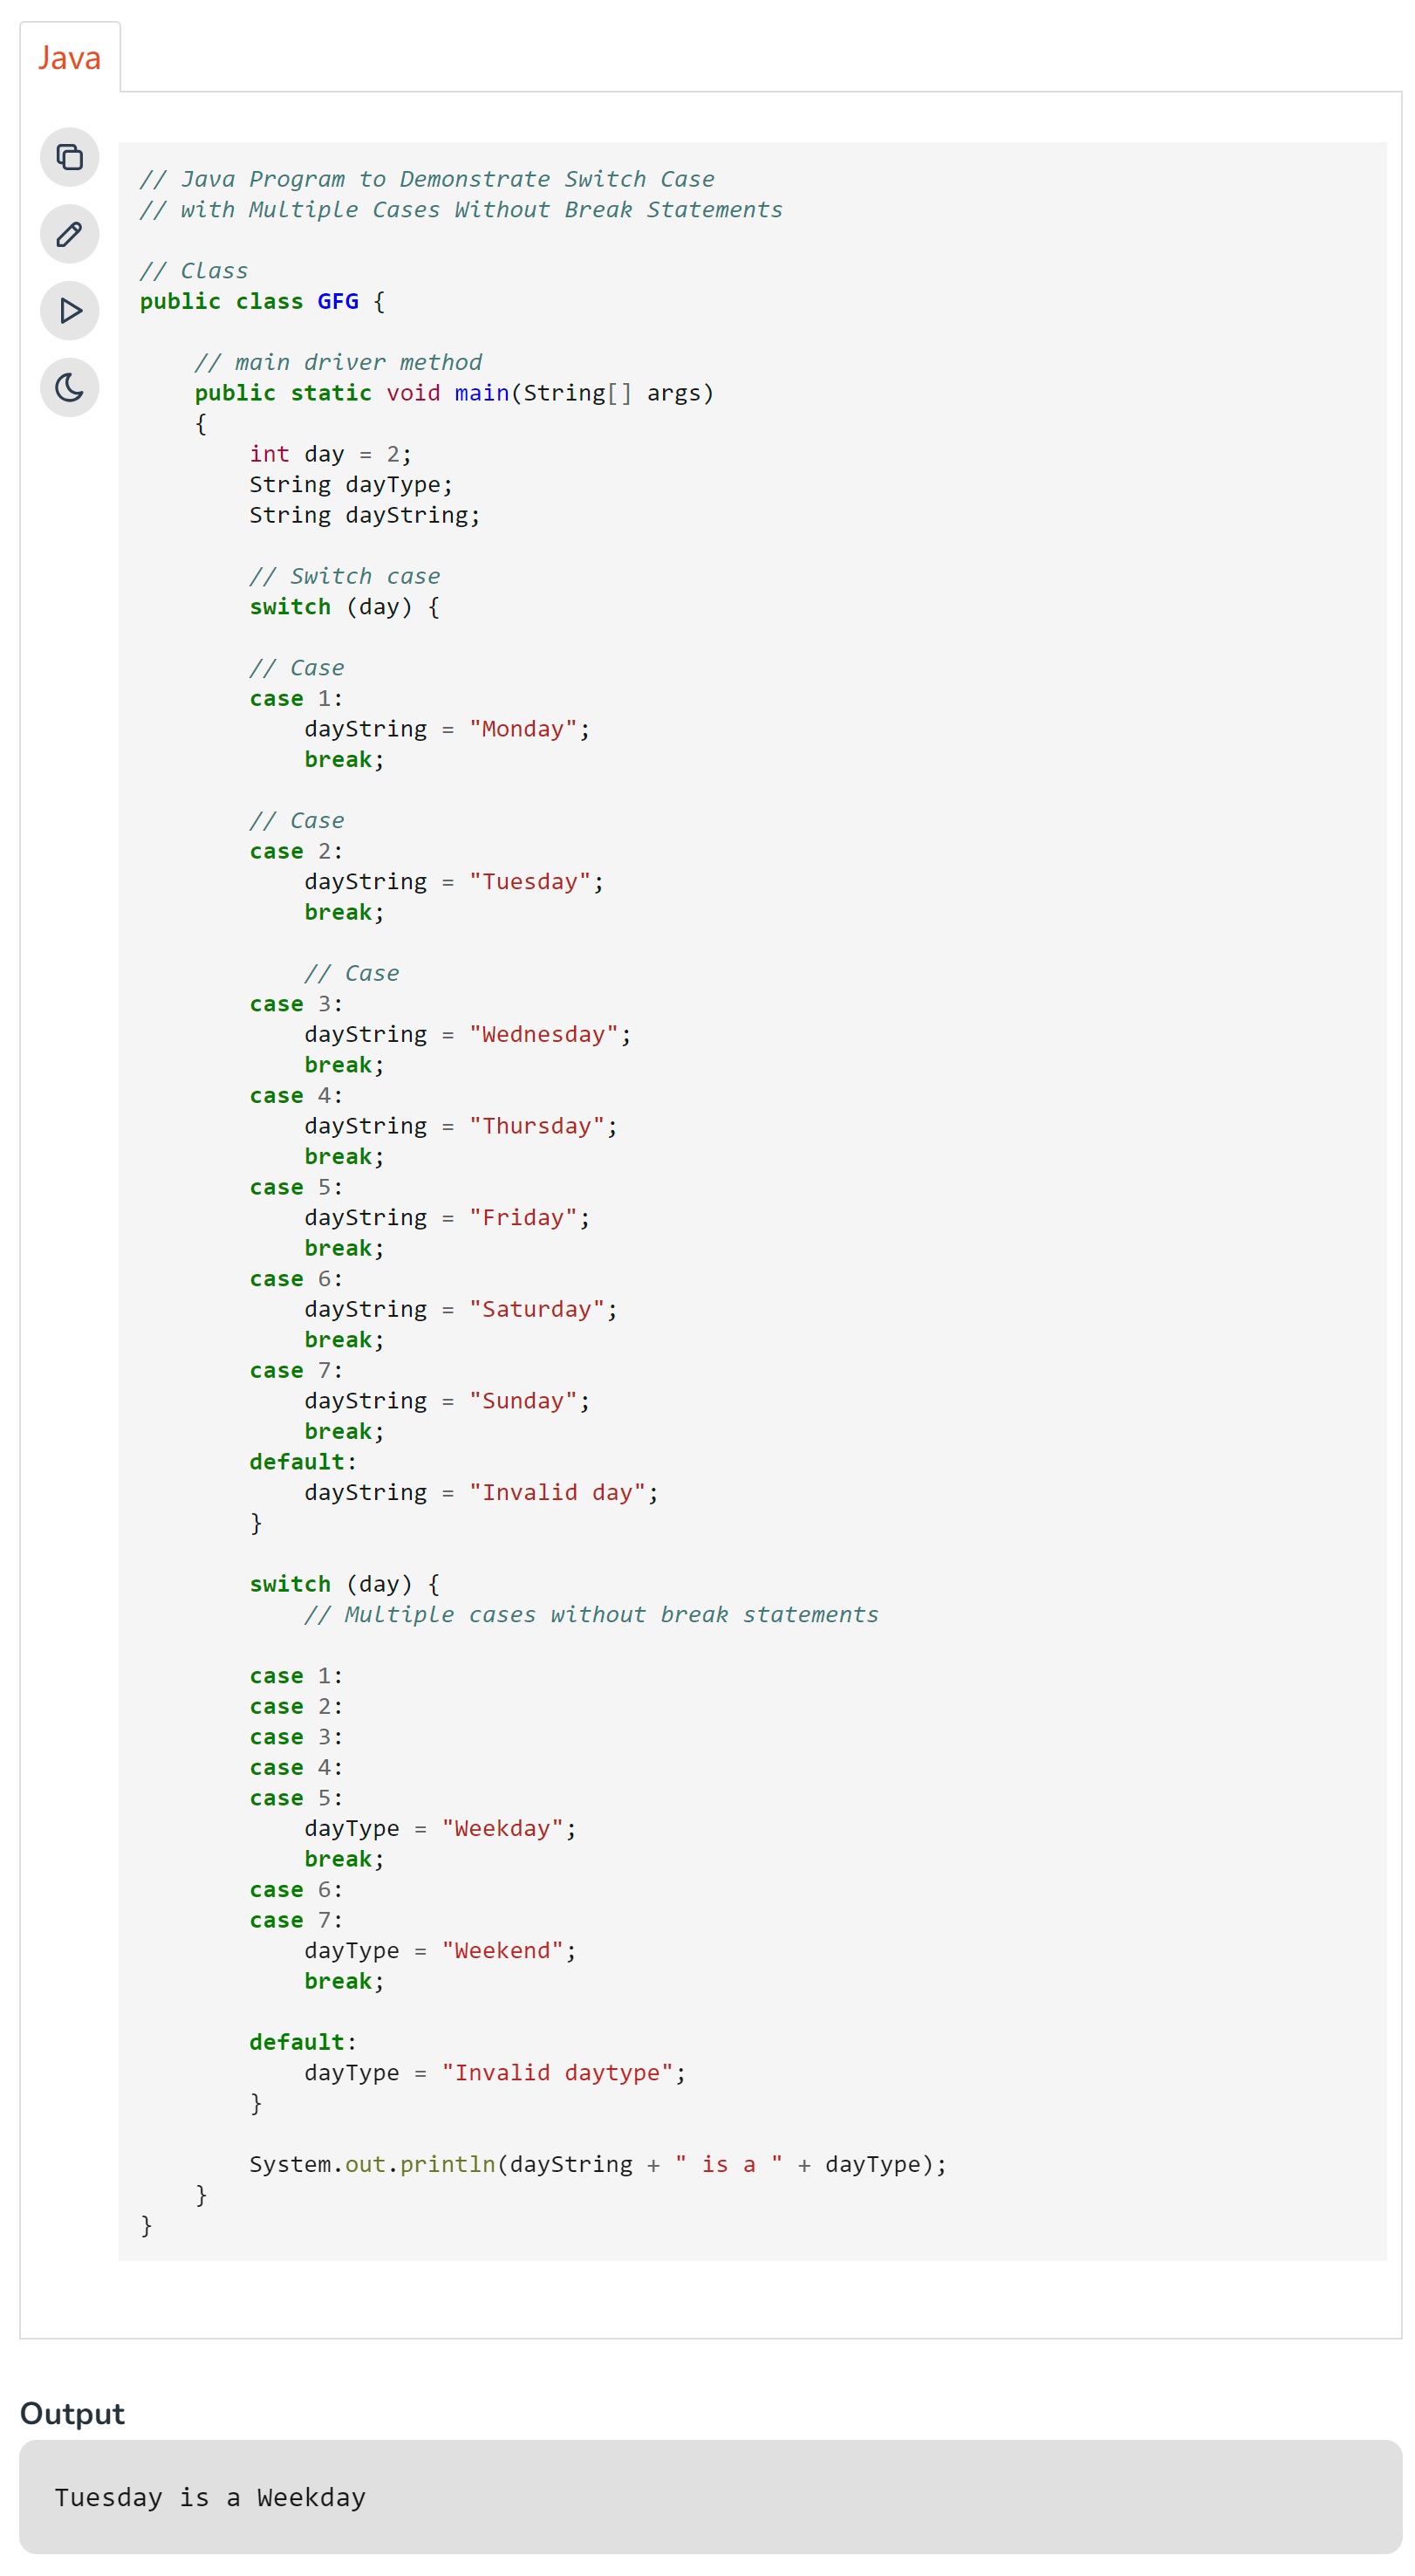 Java
// Java Program to Demonstrate Switch Case
// with Multiple Cases Without Break Statements
// Class
public class GFG {
    // main driver method
    public static void main(String[] args)
    {
        int day = 2;
        String dayType;
        String dayString;
        // Switch case
        switch (day) {
        // Case
        case 1:
            dayString = "Monday";
            break;
        // Case
        case 2:
            dayString = "Tuesday";
            break;
            // Case
        case 3:
            dayString = "Wednesday";
            break;
        case 4:
            dayString = "Thursday";
            break;
        case 5:
            dayString = "Friday";
            break;
        case 6:
            dayString = "Saturday";
            break;
        case 7:
            dayString = "Sunday";
            break;
        default:
            dayString = "Invalid day";
        }
        switch (day) {
            // Multiple cases without break statements
        case 1:
        case 2:
        case 3:
        case 4:
        case 5:
            dayType = "Weekday";
            break;
        case 6:
        case 7:
            dayType = "Weekend";
            break;
        default:
            dayType = "Invalid daytype";
        }
        System.out.println(dayString + " is a " + dayType);
    }
}
Output
Tuesday is a Weekday